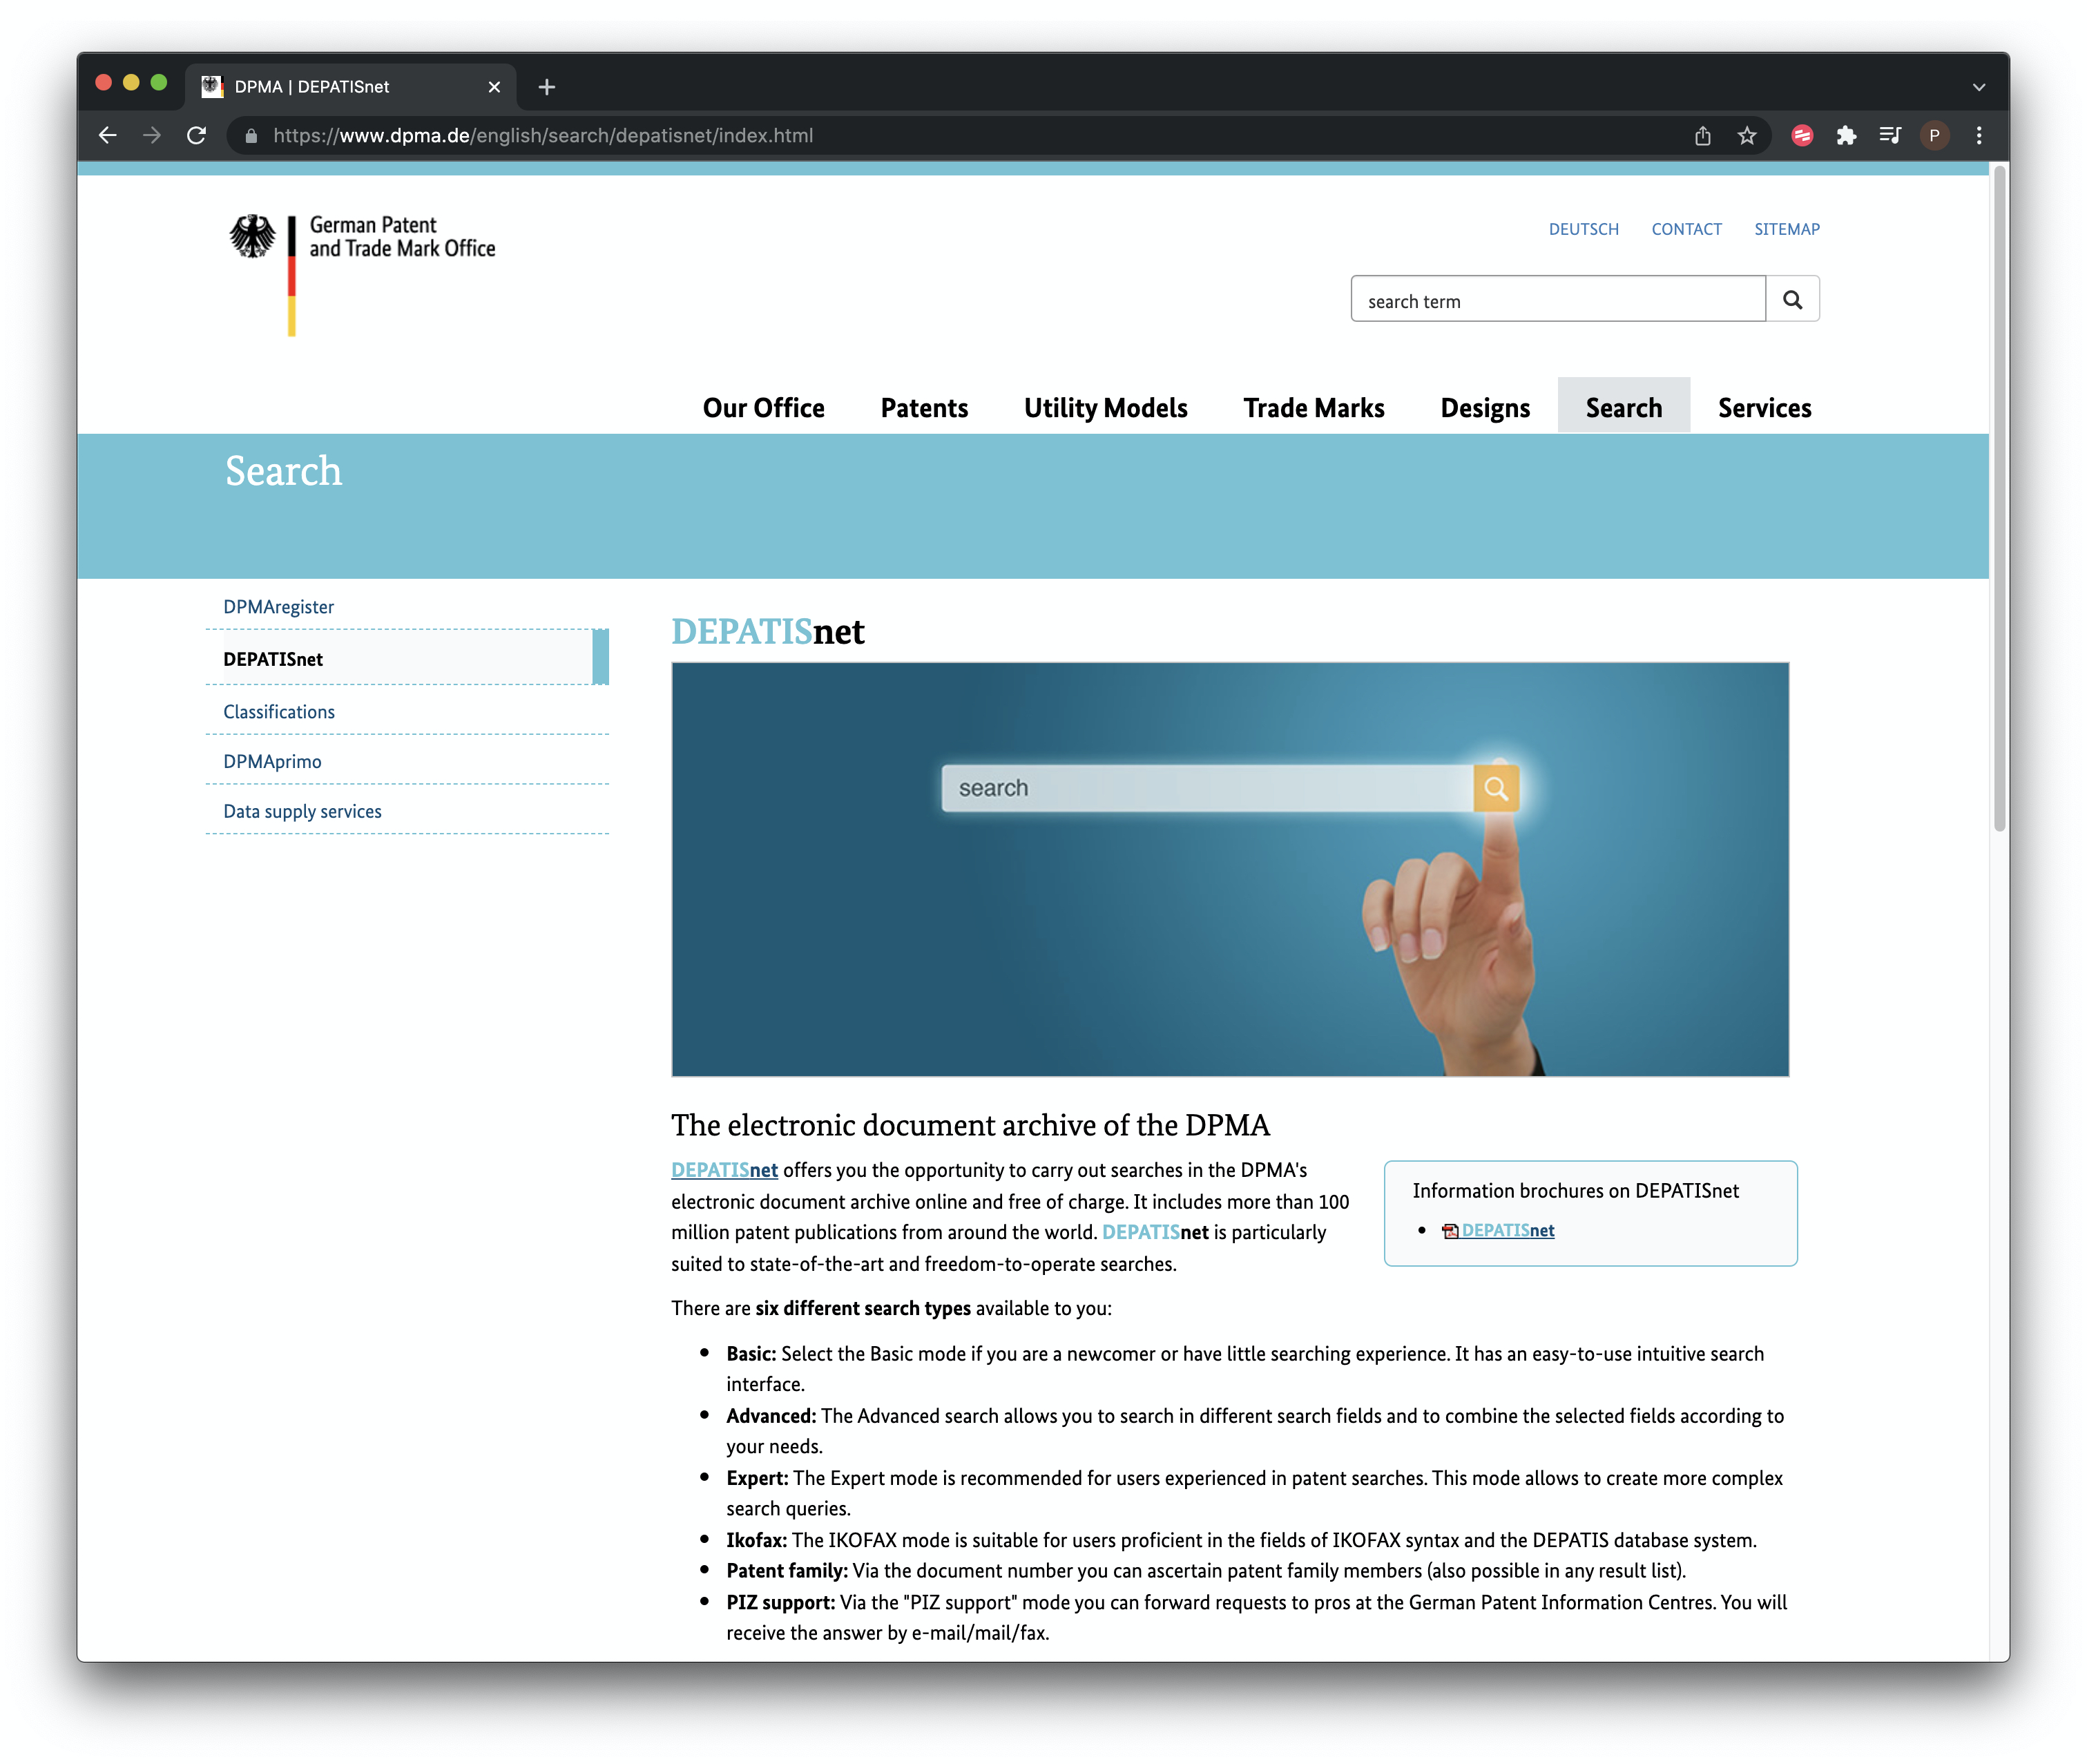 DPMA | DEPATISnet
https://www.dpma.de/english/search/depatisnet/index.html
P
German Patent
and Trade Mark Office
DEUTSCH CONTACT SITEMAP
search term
Our Office Patents Utility Models Trade Marks Designs Search Services
Search
DPMAregister
DEPATISnet
Classifications
DPMAprimo
Data supply services
DEPATISnet
search
The electronic document archive of the DPMA
DEPATISnet offers you the opportunity to carry out searches in the DPMA's
electronic document archive online and free of charge. It includes more than 100
million patent publications from around the world. DEPATISnet is particularly
suited to state-of-the-art and freedom-to-operate searches.
Information brochures on DEPATISnet
• DEPATISnet
There are six different search types available to you:
• Basic: Select the Basic mode if you are a newcomer or have little searching experience. It has an easy-to-use intuitive search
interface.
• Advanced: The Advanced search allows you to search in different search fields and to combine the selected fields according to
your needs.
• Expert: The Expert mode is recommended for users experienced in patent searches. This mode allows to create more complex
search queries.
• Ikofax: The IKOFAX mode is suitable for users proficient in the fields of IKOFAX syntax and the DEPATIS database system.
• Patent family: Via the document number you can ascertain patent family members (also possible in any result list).
• PIZ support: Via the "PIZ support" mode you can forward requests to pros at the German Patent Information Centres. You will
receive the answer by e-mail/mail/fax.